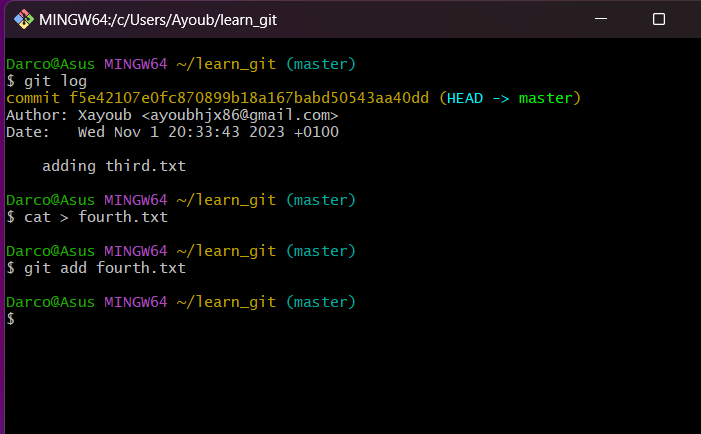 MINGW64:/c/Users/Ayoub/learn_git
Darco@Asus MINGW64 ~/learn_git (master)
$ git log
commit f5e42107e0fc870899b18a167babd50543aa40dd (HEAD -> master)
Author: Xayoub <ayoubhjx86@gmail.com>
Date:   Wed Nov 1 20:33:43 2023 +0100
    adding third.txt
Darco@Asus MINGW64 ~/learn_git (master)
$ cat > fourth.txt
Darco@Asus MINGW64 ~/learn_git (master)
$ git add fourth.txt
Darco@Asus MINGW64 ~/learn_git (master)
$